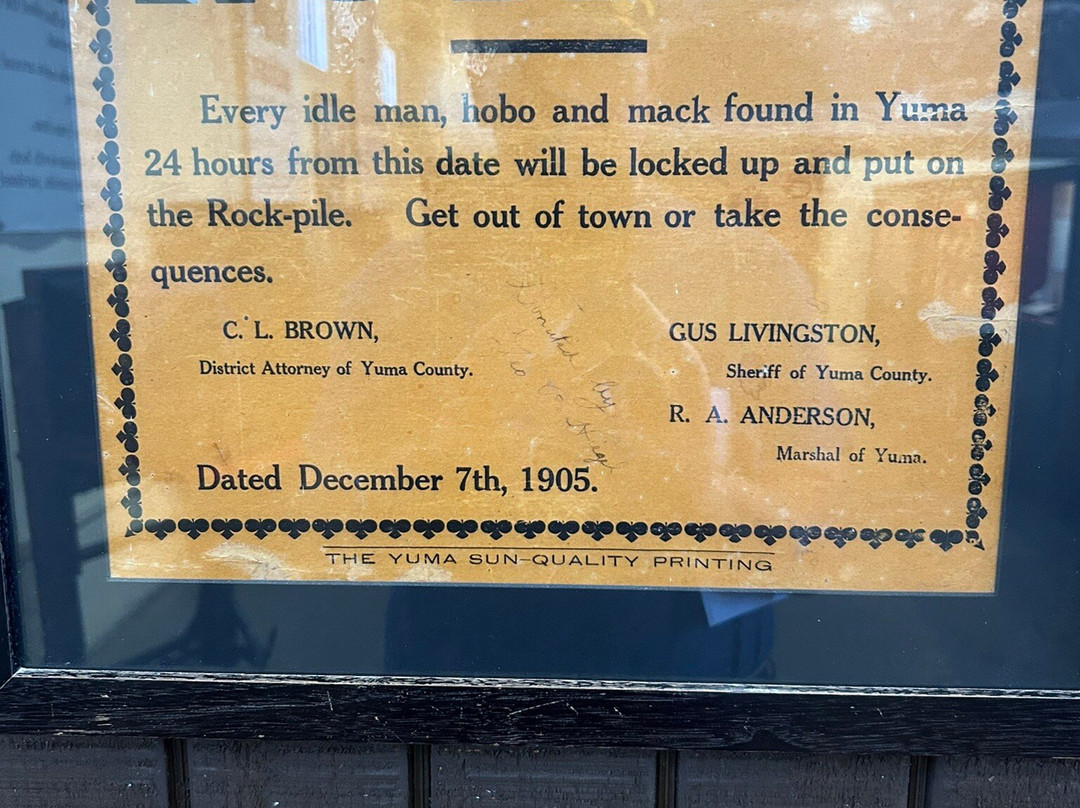 Every idle man, hobo and mack found in Yuma
24 hours from this date will be locked up and put on
the Rock-pile. Get out of town or take the conse-
quences.
C. L. BROWN,
District Attorney of Yuma County.
GUS LIVINGSTON,
Sheriff of Yuma County.
R. A. ANDERSON,
Marshal of Yuma.
Donated by
Dated December 7th, 1905.
THE YUMA SUN-QUALITY PRINTING